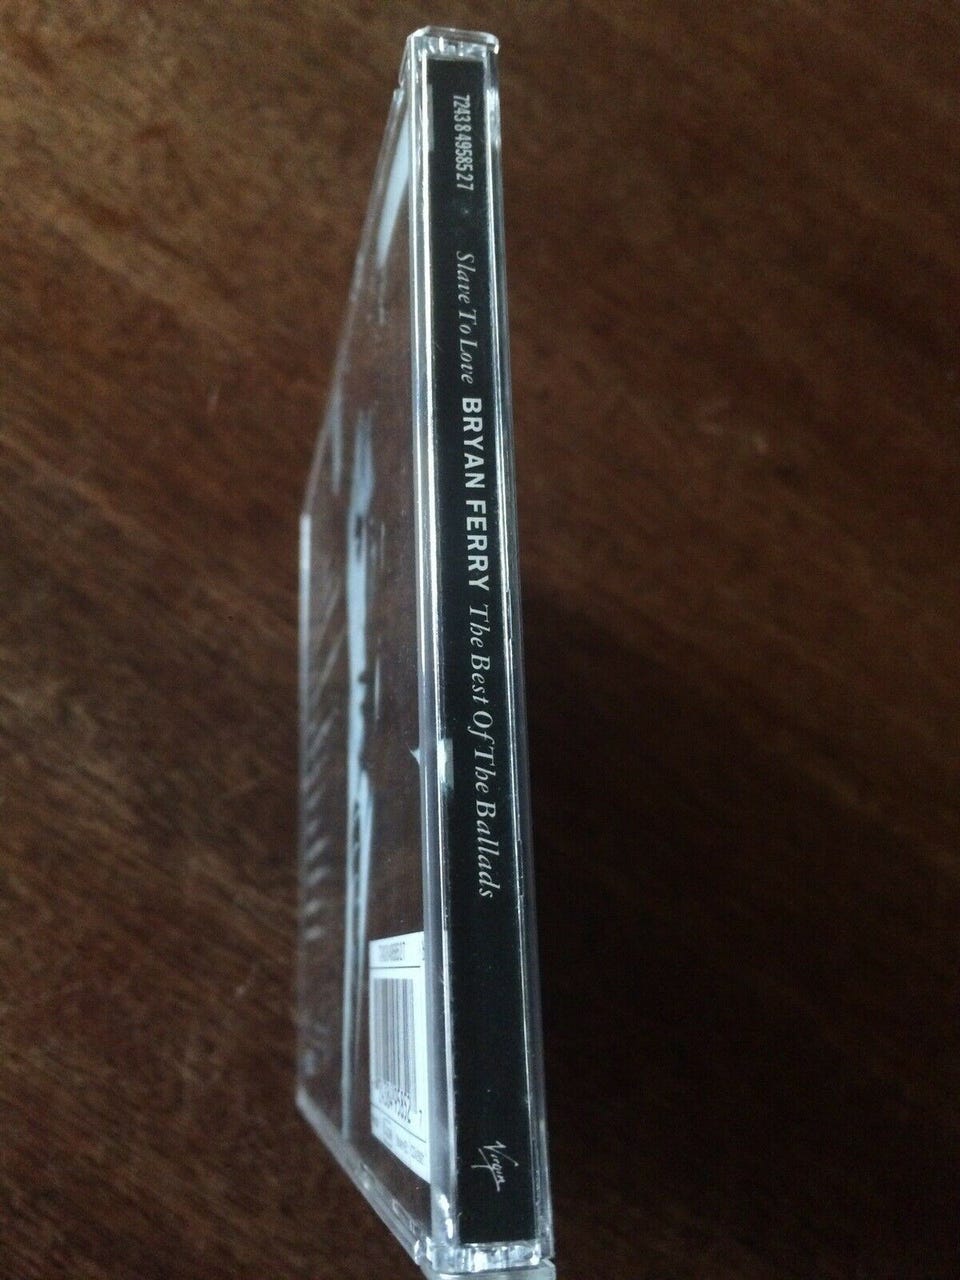 7243 8 49585 2 7
Slave To Love BRYAN FERRY The Best Of The Ballads
Virgin